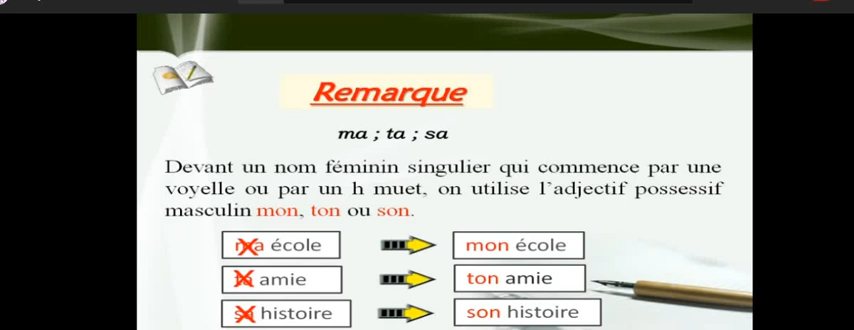 Remarque
ma ; ta ; sa
Devant un nom féminin singulier qui commence par une
voyelle ou par un h muet, on utilise l’adjectif possessif
masculin mon, ton ou son.
ma école mon école
ta amie ton amie
sa histoire son histoire